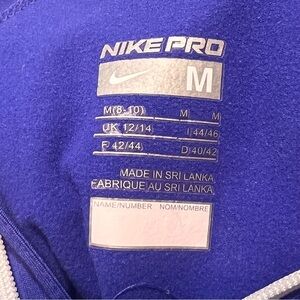 NIKE PRO
M
M(8-10) M M
UK 12/14 I 44/46
F 42/44 D 40/42
MADE IN SRI LANKA
FABRIQUE AU SRI LANKA
NAME/NUMBER NOM/NOMBRE